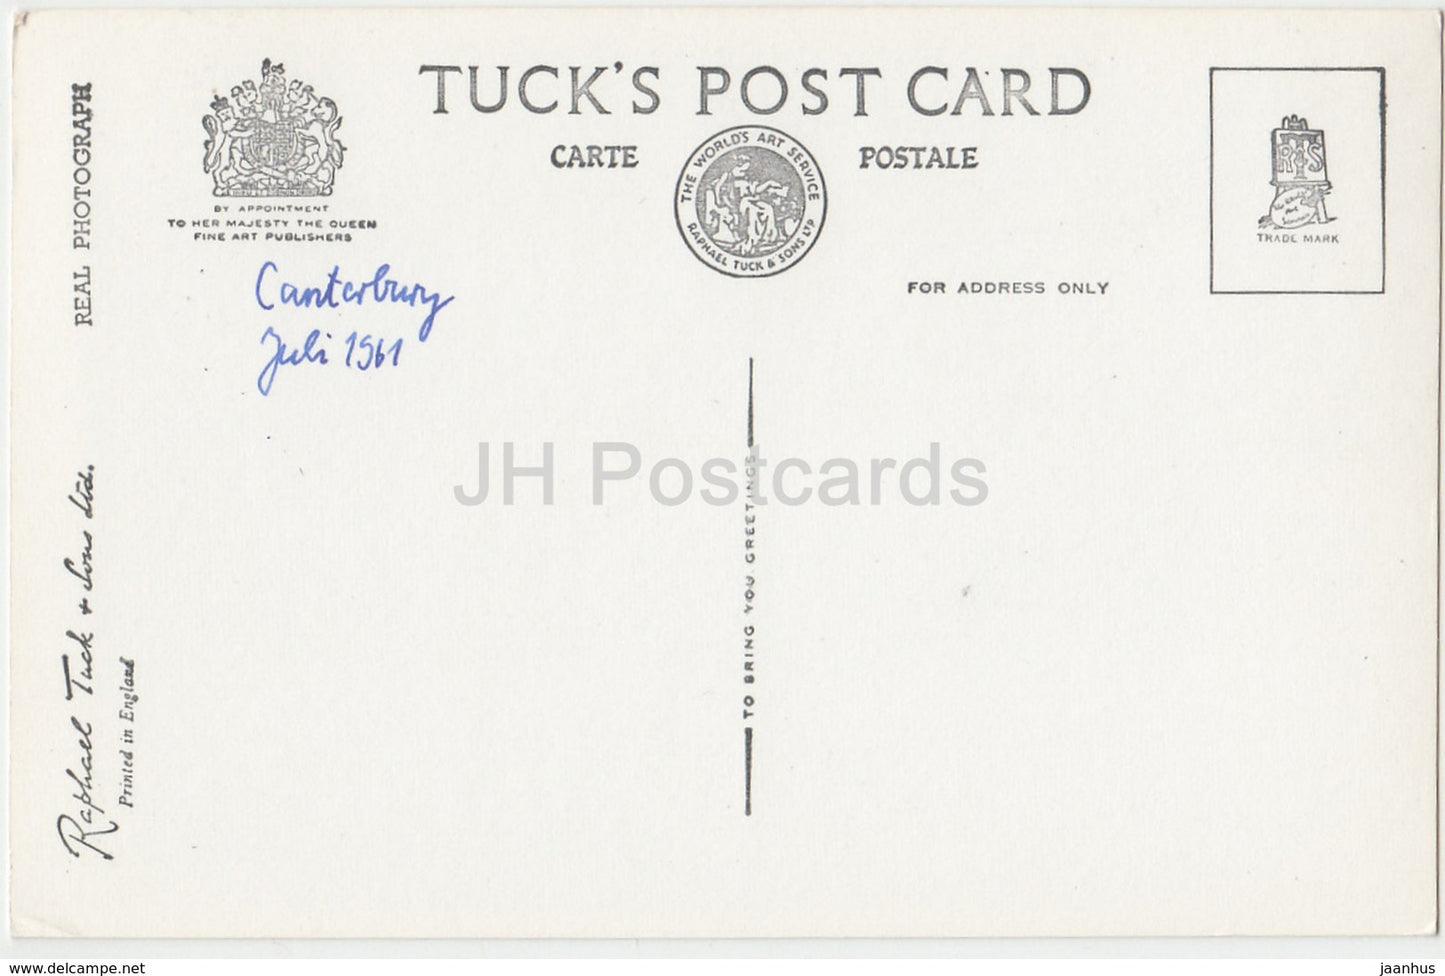 REAL PHOTOGRAPH
BY APPOINTMENT
TO HER MAJESTY THE QUEEN
FINE ART PUBLISHERS
TUCK'S POST CARD
CARTE POSTALE
THE WORLD'S ART SERVICE
RAPHAEL TUCK & SONS LTD
RTS
TRADE MARK
FOR ADDRESS ONLY
Canterbury
Juli 1961
JH Postcards
TO BRING YOU GREETINGS
Raphael Tuck & Sons Ltd.
Printed in England
www.delcampe.net
jaanhus